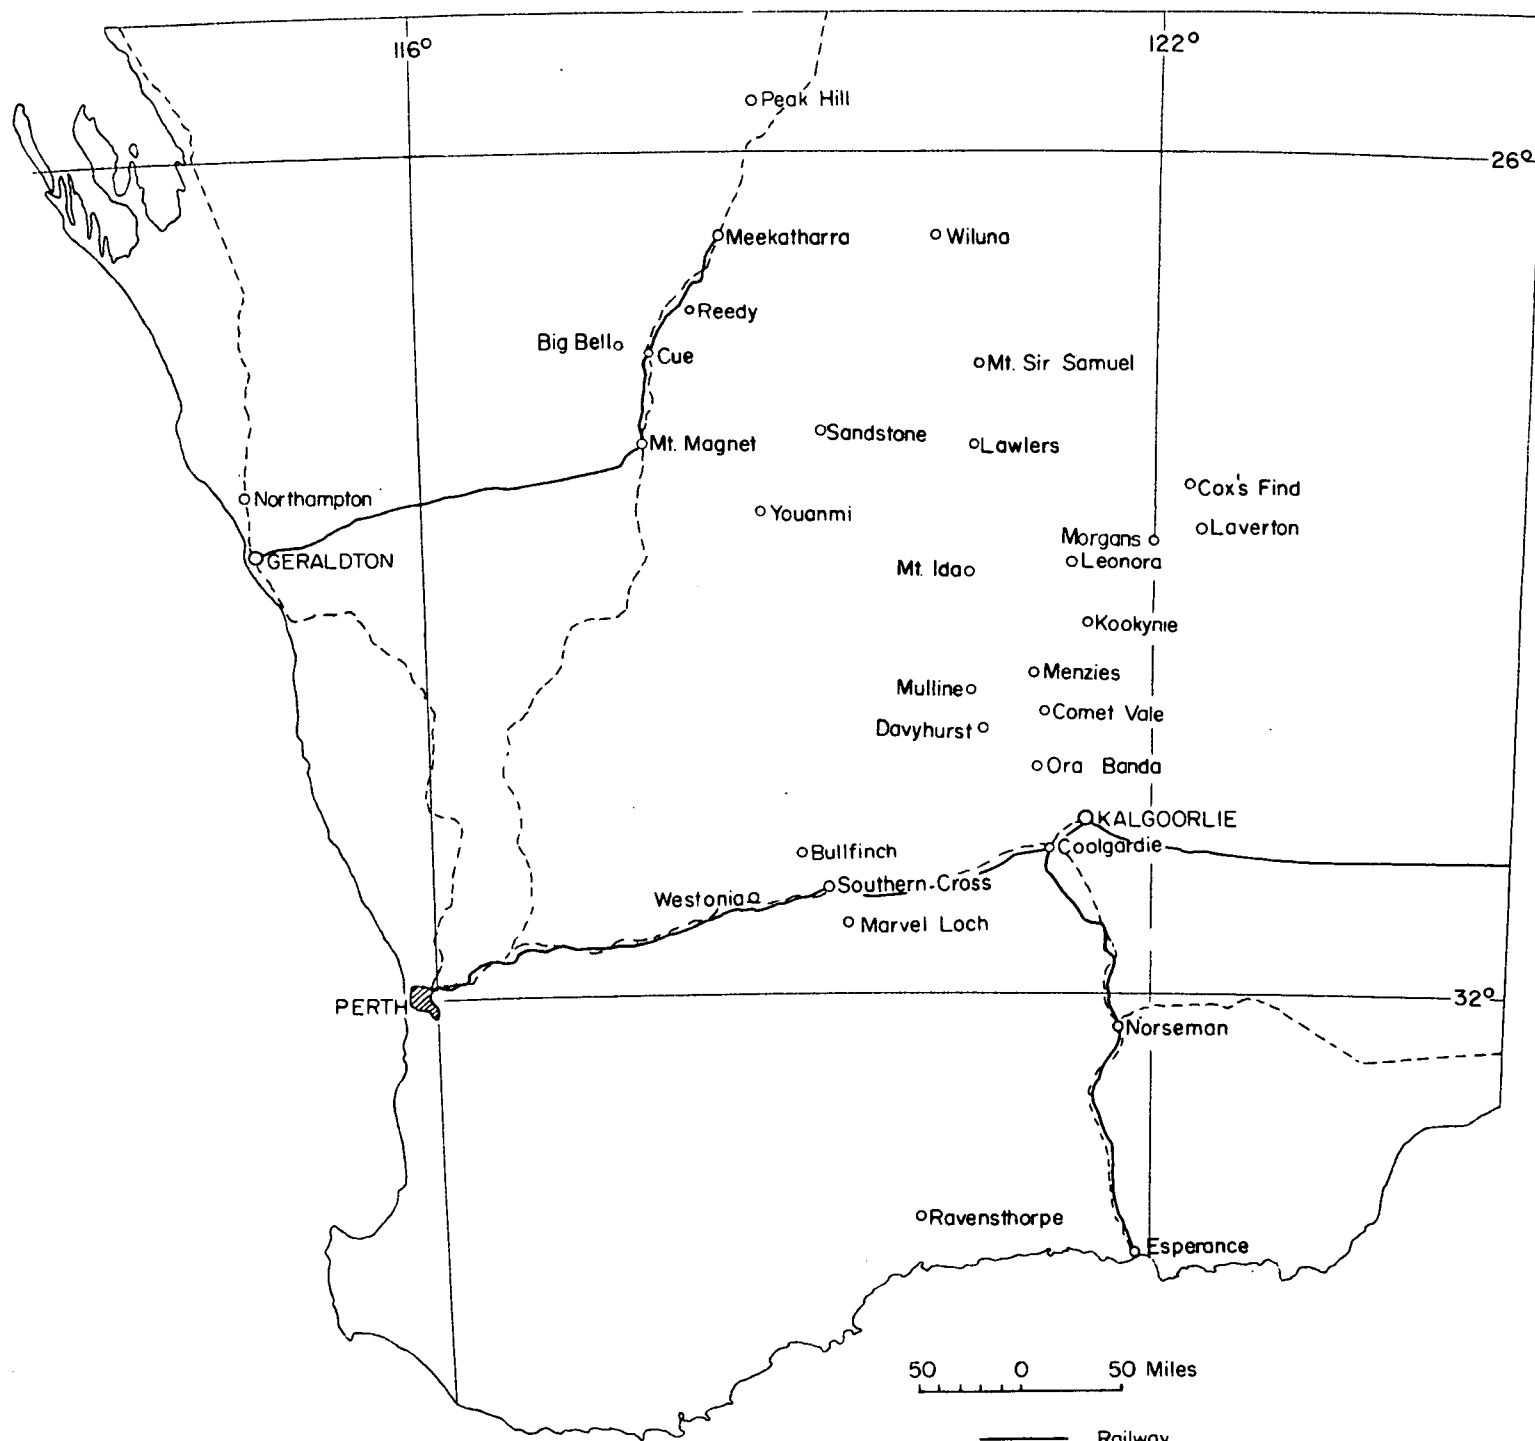 116°
122°
Peak Hill
26°
Meekatharra
Wiluna
Reedy
Big Bell
Cue
Mt. Sir Samuel
Sandstone
Mt. Magnet
Lawlers
Northampton
Cox's Find
Youanmi
Laverton
Morgans
GERALDTON
Leonora
Mt. Ida
Kookynie
Menzies
Mulline
Comet Vale
Davyhurst
Ora Banda
KALGOORLIE
Coolgardie
Bullfinch
Southern-Cross
Westonia
Marvel Loch
PERTH
32°
Norseman
Ravensthorpe
Esperance
50 0 50 Miles
Railway